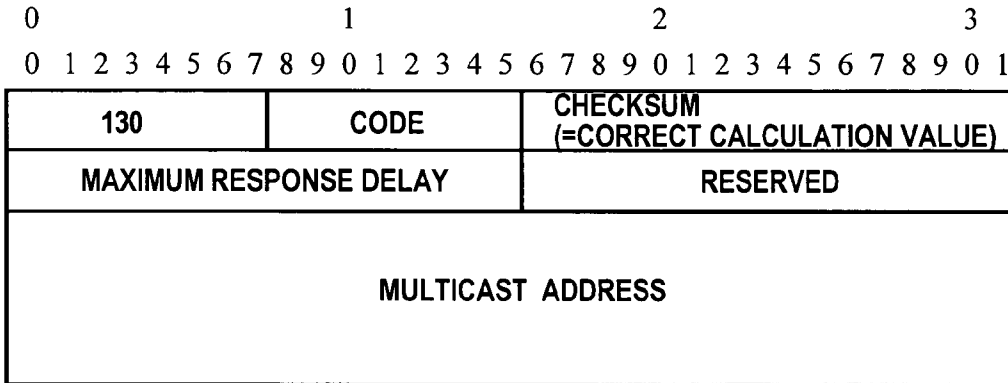 0 1 2 3
0 1 2 3 4 5 6 7 8 9 0 1 2 3 4 5 6 7 8 9 0 1 2 3 4 5 6 7 8 9 0 1
130 CODE CHECKSUM
(=CORRECT CALCULATION VALUE)
MAXIMUM RESPONSE DELAY RESERVED
MULTICAST ADDRESS